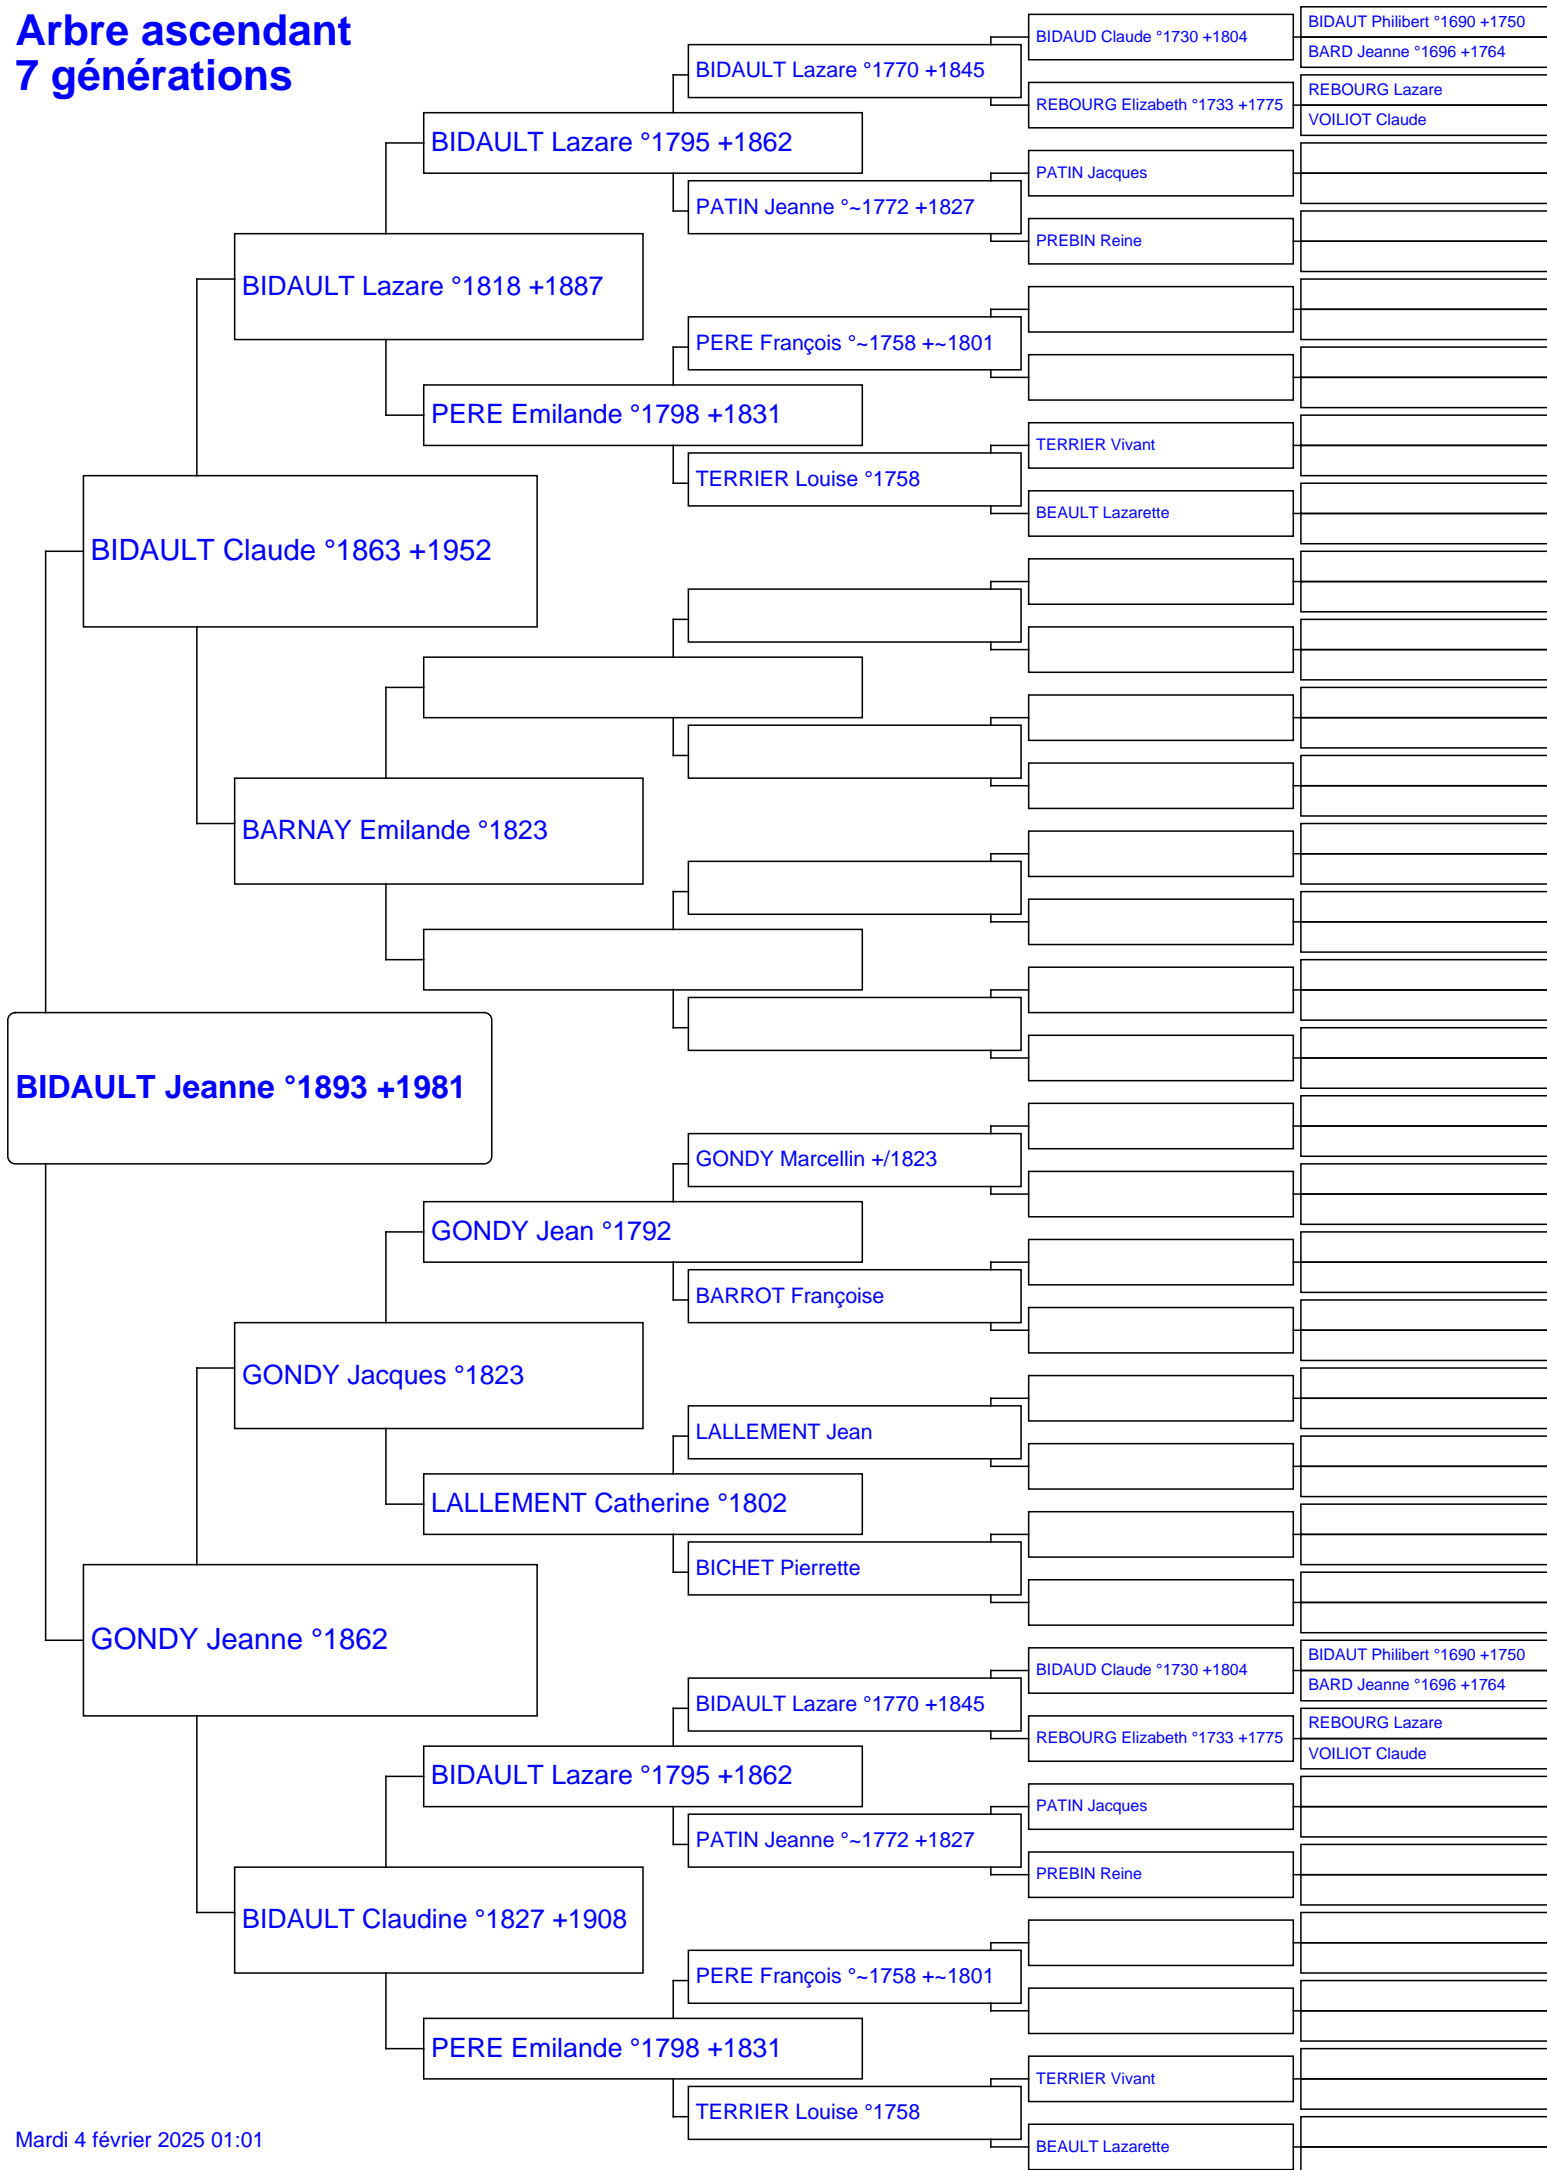 Arbre ascendant
7 générations
BIDAUT Philibert °1690 +1750
BIDAUD Claude °1730 +1804
BARD Jeanne °1696 +1764
BIDAULT Lazare °1770 +1845
REBOURG Lazare
REBOURG Elizabeth °1733 +1775
VOILIOT Claude
BIDAULT Lazare °1795 +1862
PATIN Jacques
PATIN Jeanne °~1772 +1827
PREBIN Reine
BIDAULT Lazare °1818 +1887
PERE François °~1758 +~1801
PERE Emilande °1798 +1831
TERRIER Vivant
TERRIER Louise °1758
BEAULT Lazarette
BIDAULT Claude °1863 +1952
BARNAY Emilande °1823
BIDAULT Jeanne °1893 +1981
GONDY Marcellin +/1823
GONDY Jean °1792
BARROT Françoise
GONDY Jacques °1823
LALLEMENT Jean
LALLEMENT Catherine °1802
BICHET Pierrette
GONDY Jeanne °1862
BIDAUT Philibert °1690 +1750
BIDAUD Claude °1730 +1804
BARD Jeanne °1696 +1764
BIDAULT Lazare °1770 +1845
REBOURG Lazare
REBOURG Elizabeth °1733 +1775
VOILIOT Claude
BIDAULT Lazare °1795 +1862
PATIN Jacques
PATIN Jeanne °~1772 +1827
PREBIN Reine
BIDAULT Claudine °1827 +1908
PERE François °~1758 +~1801
PERE Emilande °1798 +1831
TERRIER Vivant
TERRIER Louise °1758
BEAULT Lazarette
Mardi 4 février 2025 01:01